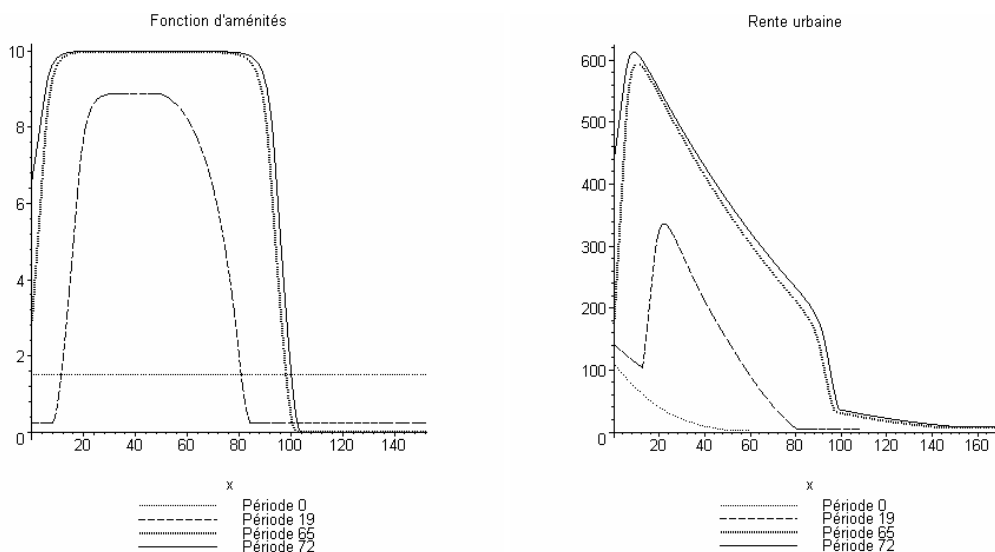 Fonction d'aménités
10
8
6
4
2
0
20 40 60 80 100 120 140
x
Période 0
Période 19
Période 65
Période 72
Rente urbaine
600
500
400
300
200
100
0
20 40 60 80 100 120 140 160
x
Période 0
Période 19
Période 65
Période 72